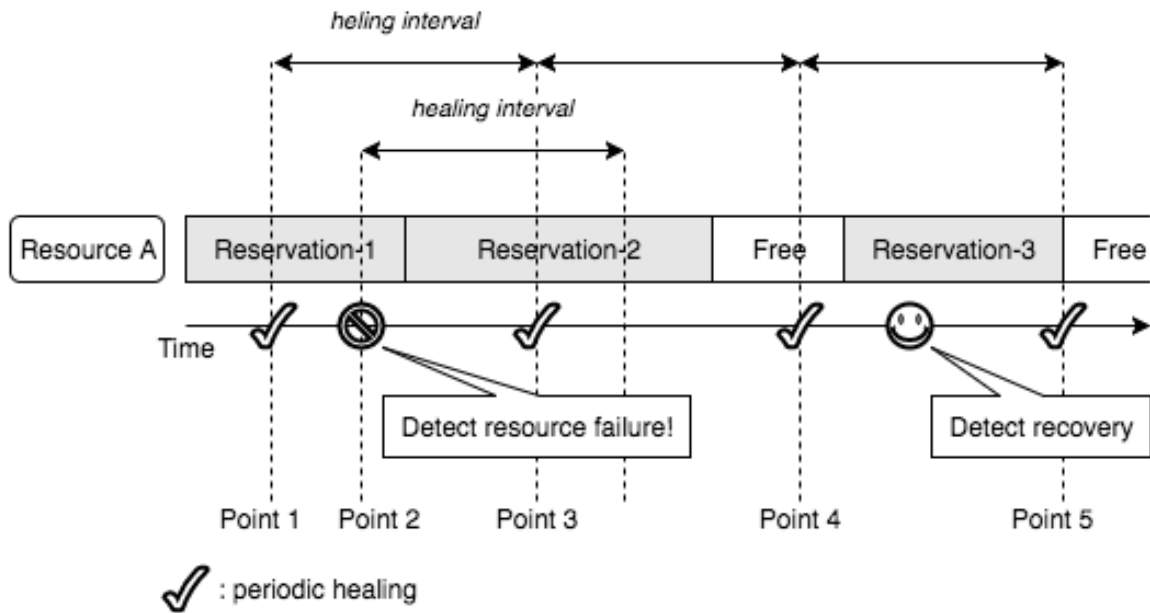 heling interval
healing interval
Resource A
Reservation-1
Reservation-2
Free
Reservation-3
Free
Time
Detect resource failure!
Detect recovery
Point 1
Point 2
Point 3
Point 4
Point 5
: periodic healing